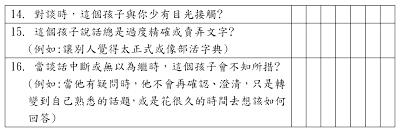 14. 對談時，這個孩子與你少有目光接觸？
15. 這個孩子說話總是過度精確或賣弄文字？
(例如:讓別人覺得太正式或像部活字典)
16. 當談話中斷或無以為繼時，這個孩子會不知所措？
(例如:當他有疑問時，他不會再確認、澄清，只是轉
變到自己熟悉的話題，或是花很久的時間去想該如何
回答)